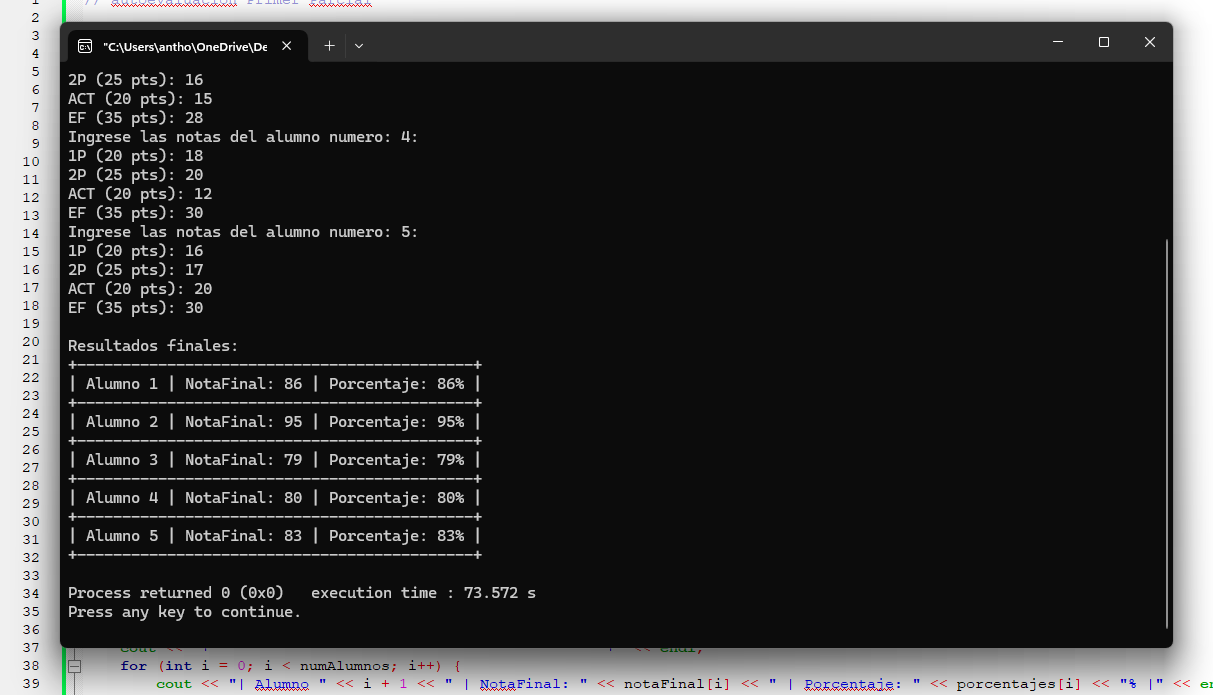 1 // Autoevaluacion Primer Parcial
2
3
4
5
6
7
8
9
10
11
12
13
14
15
16
17
18
19
20
21
22
23
24
25
26
27
28
29
30
31
32
33
34
35
36
37
38
39
"C:\Users\antho\OneDrive\De
2P (25 pts): 16
ACT (20 pts): 15
EF (35 pts): 28
Ingrese las notas del alumno numero: 4:
1P (20 pts): 18
2P (25 pts): 20
ACT (20 pts): 12
EF (35 pts): 30
Ingrese las notas del alumno numero: 5:
1P (20 pts): 16
2P (25 pts): 17
ACT (20 pts): 20
EF (35 pts): 30
Resultados finales:
+--------------------------------------------+
| Alumno 1 | NotaFinal: 86 | Porcentaje: 86% |
+--------------------------------------------+
| Alumno 2 | NotaFinal: 95 | Porcentaje: 95% |
+--------------------------------------------+
| Alumno 3 | NotaFinal: 79 | Porcentaje: 79% |
+--------------------------------------------+
| Alumno 4 | NotaFinal: 80 | Porcentaje: 80% |
+--------------------------------------------+
| Alumno 5 | NotaFinal: 83 | Porcentaje: 83% |
+--------------------------------------------+
Process returned 0 (0x0)   execution time : 73.572 s
Press any key to continue.
cout << << endl;
for (int i = 0; i < numAlumnos; i++) {
cout << "| Alumno " << i + 1 << " | NotaFinal: " << notaFinal[i] << " | Porcentaje: " << porcentajes[i] << "% |" << en